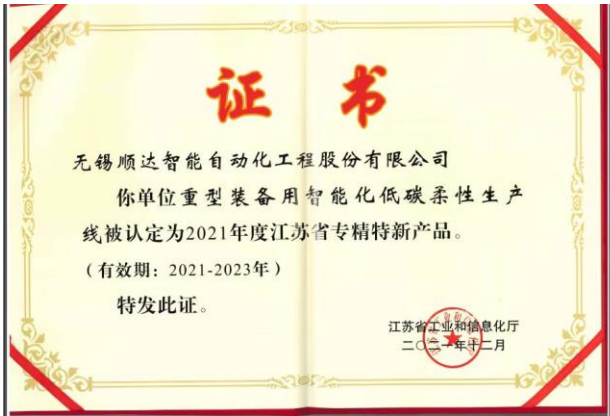 证书
无锡顺达智能自动化工程股份有限公司
你单位重型装备用智能化低碳柔性生产
线被认定为2021年度江苏省专精特新产品。
（有效期：2021-2023年）
特发此证。
江苏省工业和信息化厅
二〇二一年十二月